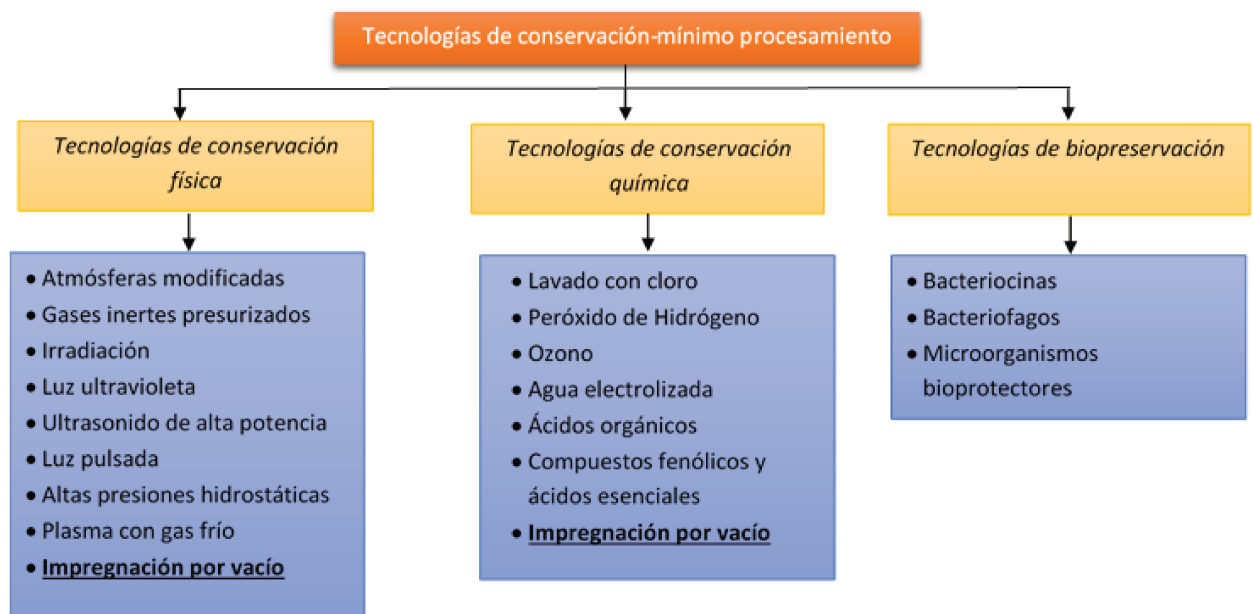 Tecnologías de conservación-mínimo procesamiento
Tecnologías de conservación
física
• Atmósferas modificadas
• Gases inertes presurizados
• Irradiación
• Luz ultravioleta
• Ultrasonido de alta potencia
• Luz pulsada
• Altas presiones hidrostáticas
• Plasma con gas frío
• Impregnación por vacío
Tecnologías de conservación
química
• Lavado con cloro
• Peróxido de Hidrógeno
• Ozono
• Agua electrolizada
• Ácidos orgánicos
• Compuestos fenólicos y
ácidos esenciales
• Impregnación por vacío
Tecnologías de biopreservación
• Bacteriocinas
• Bacteriofagos
• Microorganismos
bioprotectores